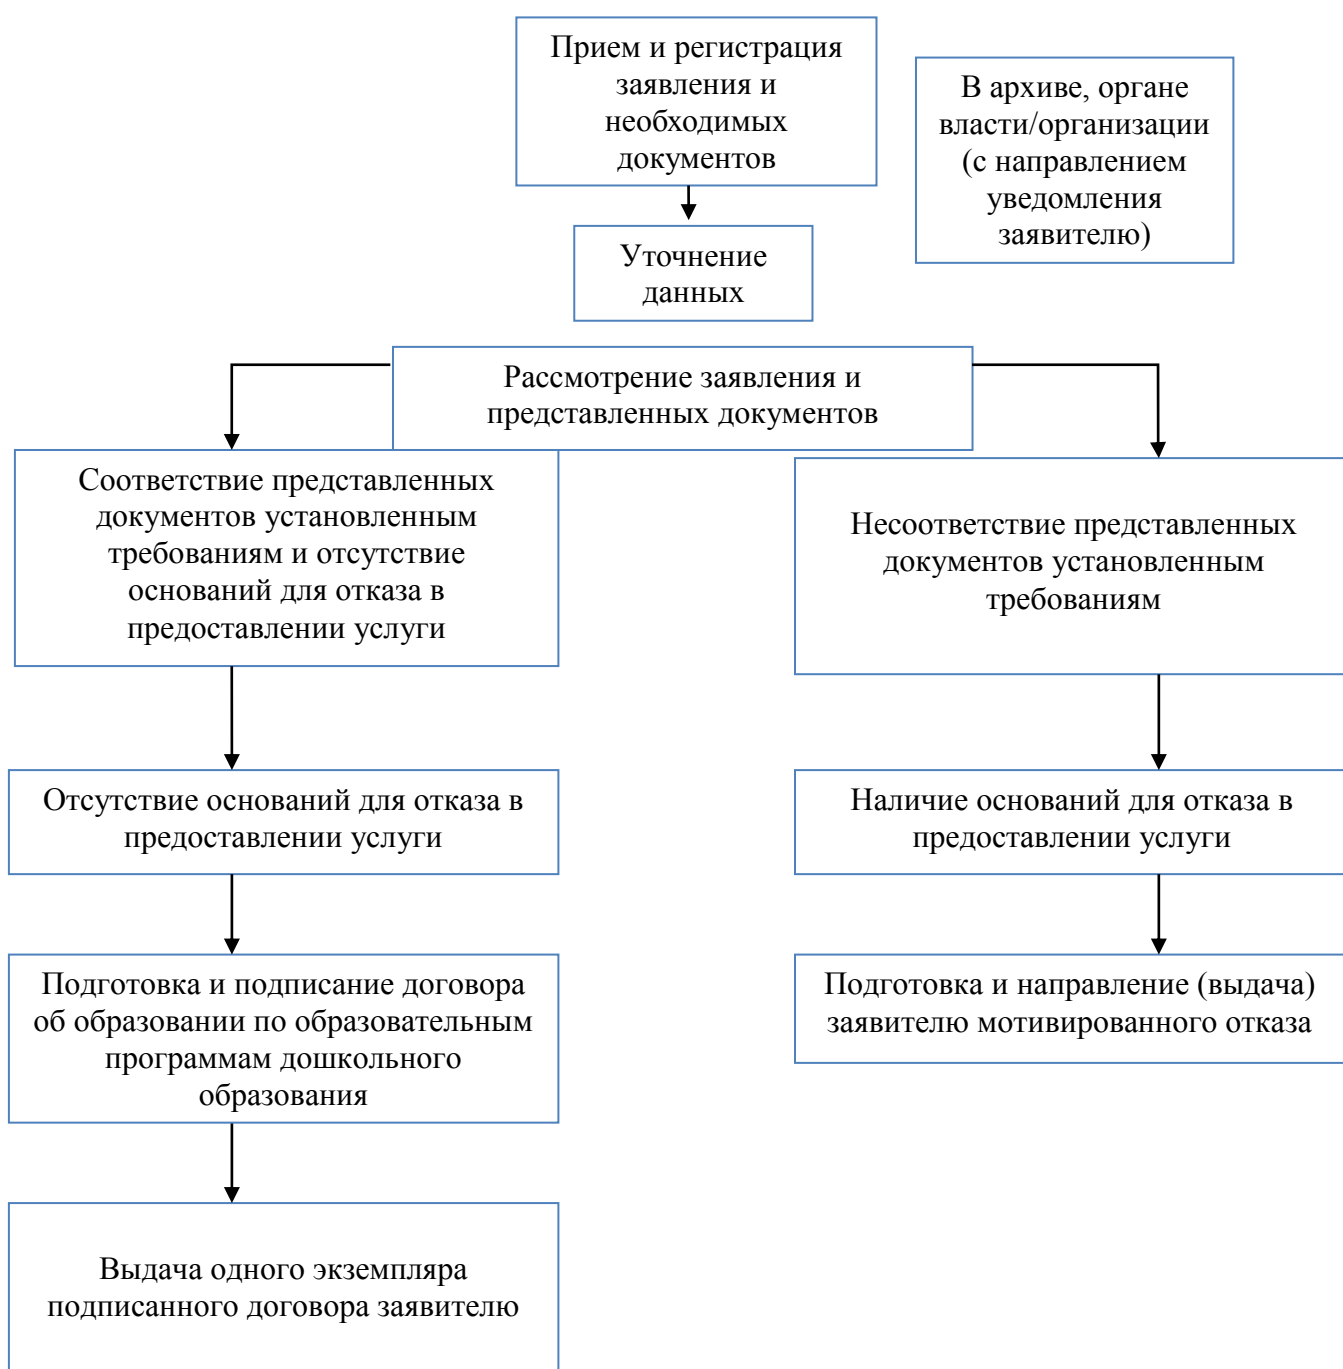 Прием и регистрация
заявления и
необходимых
документов
В архиве, органе
власти/организации
(с направлением
уведомления
заявителю)
Уточнение
данных
Рассмотрение заявления и
представленных документов
Соответствие представленных
документов установленным
требованиям и отсутствие
оснований для отказа в
предоставлении услуги
Несоответствие представленных
документов установленным
требованиям
Отсутствие оснований для отказа в
предоставлении услуги
Наличие оснований для отказа в
предоставлении услуги
Подготовка и подписание договора
об образовании по образовательным
программам дошкольного
образования
Подготовка и направление (выдача)
заявителю мотивированного отказа
Выдача одного экземпляра
подписанного договора заявителю